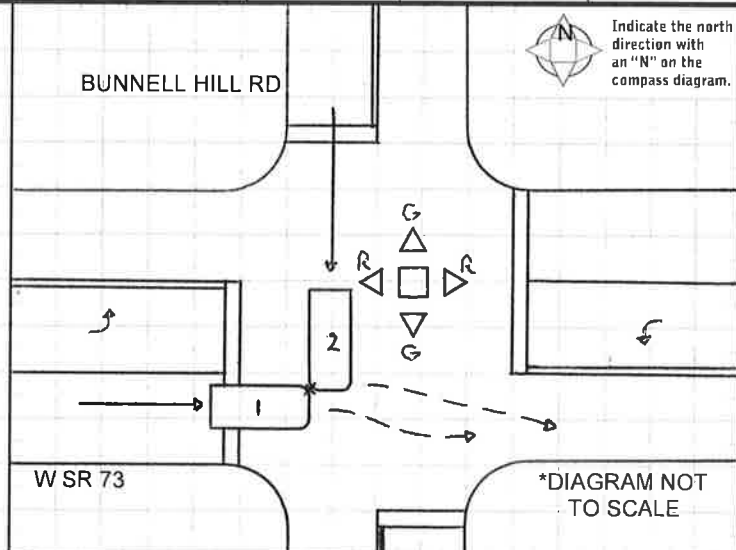 N
Indicate the north
direction with
an "N" on the
compass diagram.
BUNNELL HILL RD
G
R
R
G
2
1
W SR 73
*DIAGRAM NOT
TO SCALE